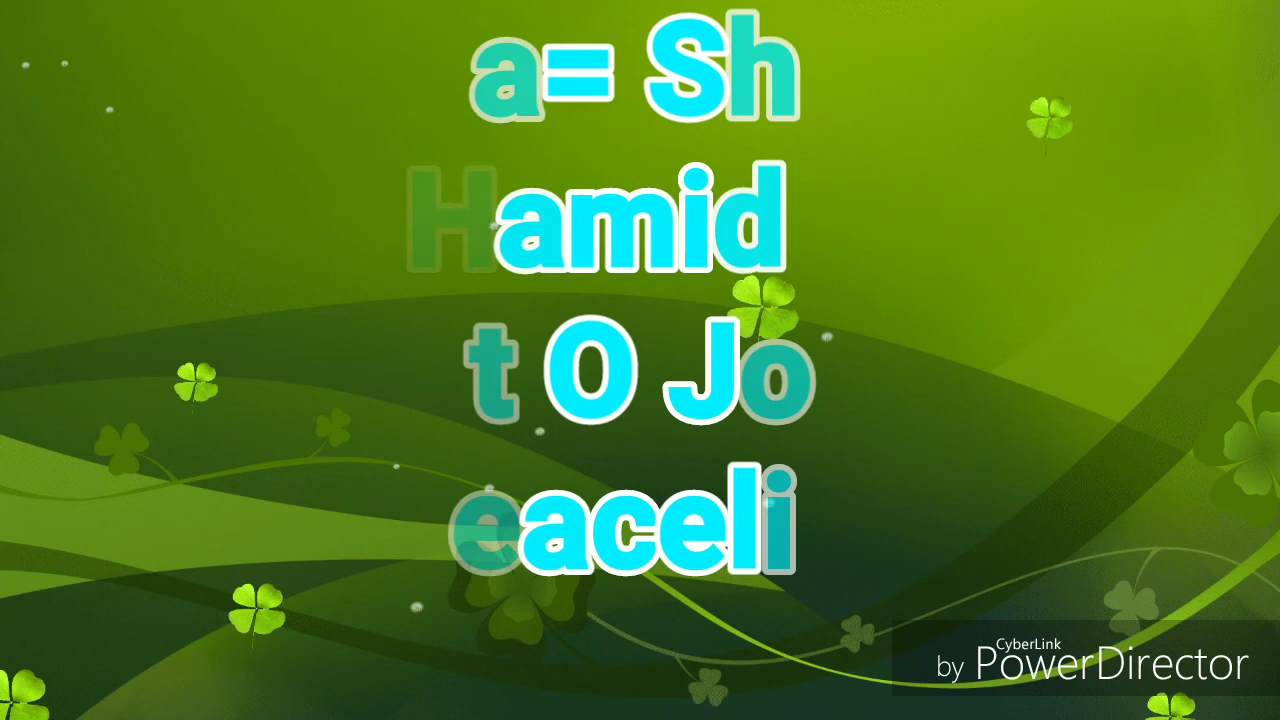 a= Sh
Hamid
t O Jo
eaceli
CyberLink
by PowerDirector